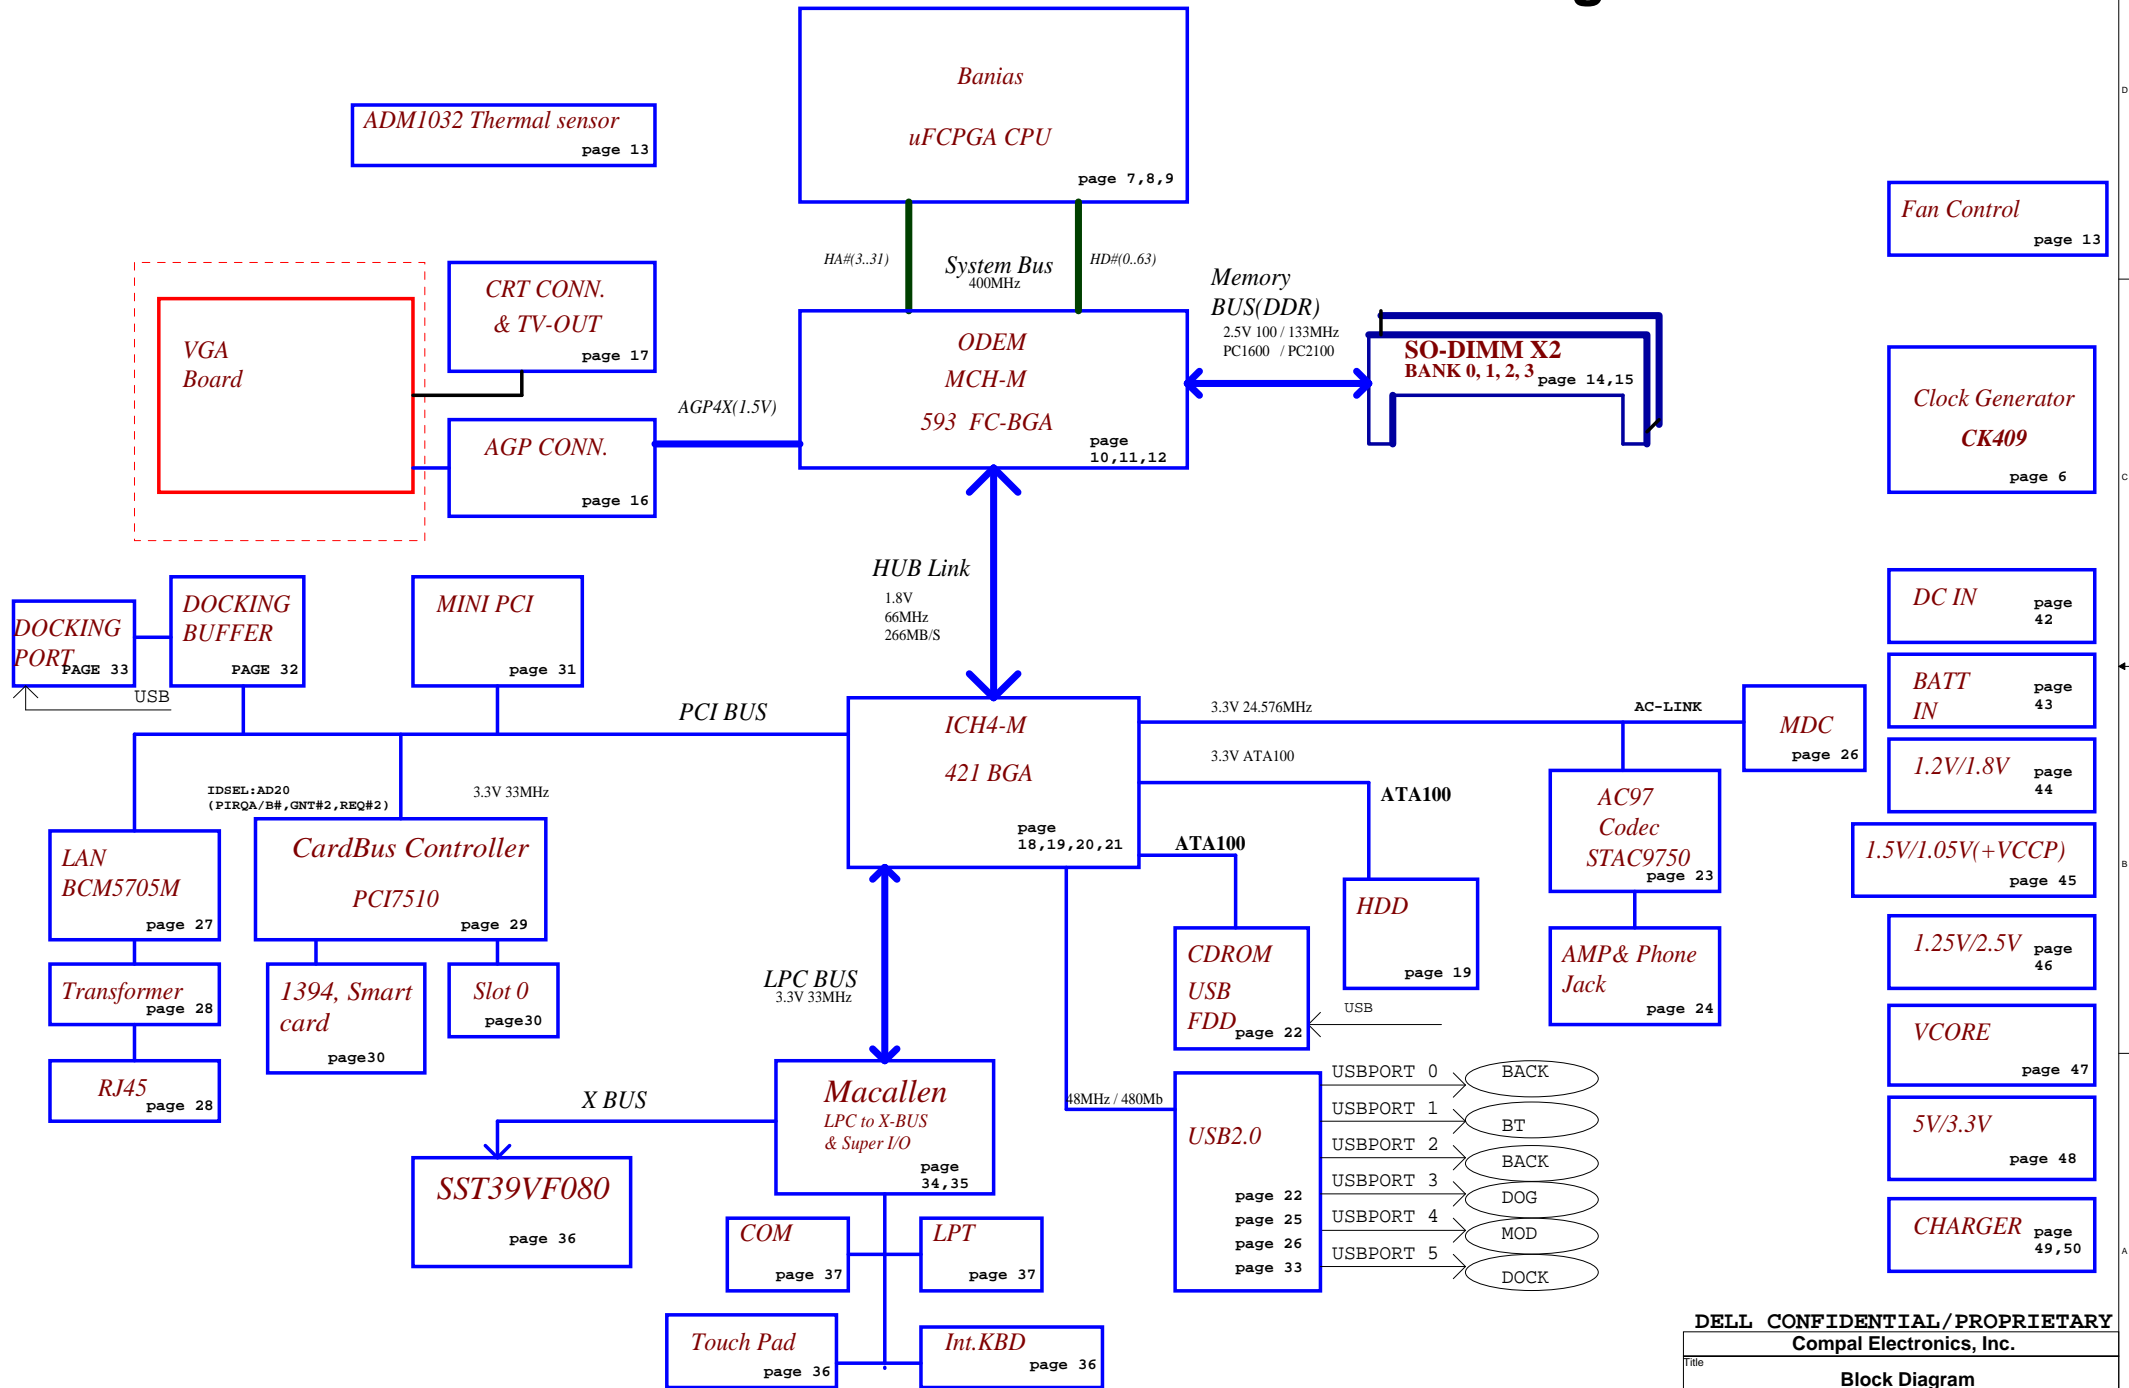 Banias
uFCPGA CPU
page 7,8,9
ADM1032 Thermal sensor
page 13
Fan Control
page 13
HA#(3..31)
System Bus
400MHz
HD#(0..63)
Memory
BUS(DDR)
2.5V 100 / 133MHz
PC1600 / PC2100
CRT CONN.
& TV-OUT
page 17
VGA
Board
ODEM
MCH-M
593 FC-BGA
page
10,11,12
SO-DIMM X2
BANK 0, 1, 2, 3
page 14,15
Clock Generator
CK409
page 6
AGP4X(1.5V)
AGP CONN.
page 16
HUB Link
1.8V
66MHz
266MB/S
DOCKING
PORT
PAGE 33
DOCKING
BUFFER
PAGE 32
MINI PCI
page 31
USB
PCI BUS
DC IN
page
42
BATT
IN
page
43
1.2V/1.8V
page
44
1.5V/1.05V(+VCCP)
page 45
1.25V/2.5V
page
46
VCORE
page 47
5V/3.3V
page 48
CHARGER
page
49,50
ICH4-M
421 BGA
page
18,19,20,21
3.3V 24.576MHz
AC-LINK
MDC
page 26
3.3V ATA100
ATA100
ATA100
IDSEL:AD20
(PIRQA/B#,GNT#2,REQ#2)
3.3V 33MHz
LAN
BCM5705M
page 27
CardBus Controller
PCI7510
page 29
AC97
Codec
STAC9750
page 23
HDD
page 19
CDROM
USB
FDD
page 22
USB
AMP& Phone
Jack
page 24
Transformer
page 28
1394, Smart
card
page30
Slot 0
page30
RJ45
page 28
LPC BUS
3.3V 33MHz
X BUS
Macallen
LPC to X-BUS
& Super I/O
page
34,35
SST39VF080
page 36
48MHz / 480Mb
USB2.0
page 22
page 25
page 26
page 33
USBPORT 0
BACK
USBPORT 1
BT
USBPORT 2
BACK
USBPORT 3
DOG
USBPORT 4
MOD
USBPORT 5
DOCK
COM
page 37
LPT
page 37
Touch Pad
page 36
Int.KBD
page 36
D
C
B
A
DELL CONFIDENTIAL/PROPRIETARY
Compal Electronics, Inc.
Title
Block Diagram